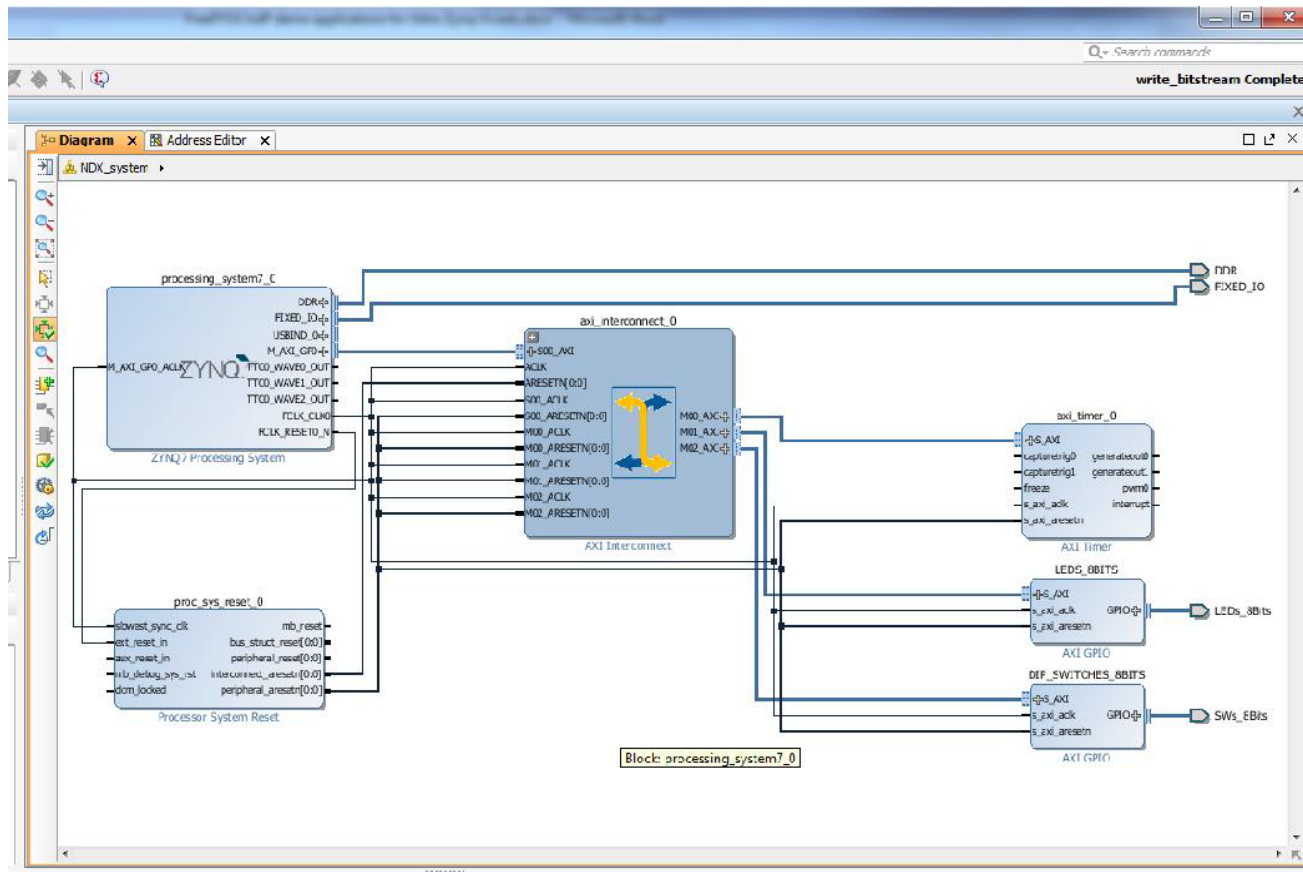 Search commands
write_bitstream Complete
Diagram
Address Editor
NDX_system
processing_system7_0
DDR
FIXED_IO
USBIND_0
M_AXI_GP0
M_AXI_GP0_ACLK
ZYNQ
TTC0_WAVE0_OUT
TTC0_WAVE1_OUT
TTC0_WAVE2_OUT
FCLK_CLK0
FCLK_RESET0_N
ZYNQ7 Processing System
axi_interconnect_0
S00_AXI
ACLK
ARESETN[0:0]
S00_ACLK
S00_ARESETN[0:0]
M00_ACLK
M00_ARESETN[0:0]
M01_ACLK
M01_ARESETN[0:0]
M02_ACLK
M02_ARESETN[0:0]
M00_AXI
M01_AXI
M02_AXI
AXI Interconnect
proc_sys_reset_0
slowest_sync_clk
ext_reset_in
aux_reset_in
mb_debug_sys_rst
dcm_locked
mb_reset
bus_struct_reset[0:0]
peripheral_reset[0:0]
interconnect_aresetn[0:0]
peripheral_aresetn[0:0]
Processor System Reset
axi_timer_0
S_AXI
capturetrig0
capturetrig1
freeze
s_axi_aclk
s_axi_aresetn
generateout0
generateout1
pwm0
interrupt
AXI Timer
LEDS_8BITS
S_AXI
s_axi_aclk
s_axi_aresetn
GPIO
AXI GPIO
DIP_SWITCHES_8BITS
S_AXI
s_axi_aclk
s_axi_aresetn
GPIO
AXI GPIO
DDR
FIXED_IO
LEDs_8Bits
SWs_8Bits
Block: processing_system7_0